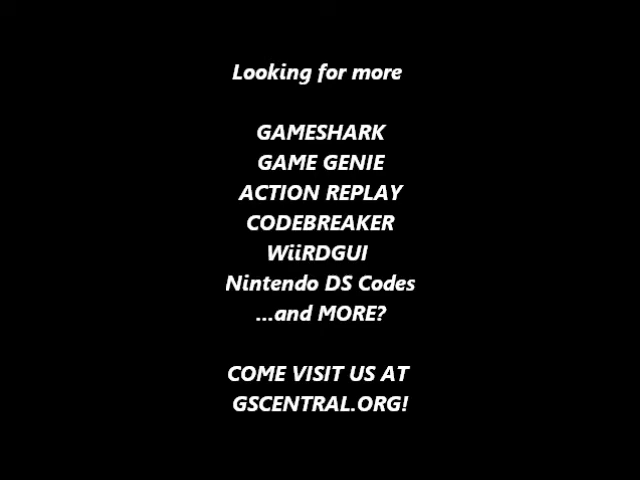 Looking for more
GAMESHARK
GAME GENIE
ACTION REPLAY
CODEBREAKER
WiiRDGUI
Nintendo DS Codes
...and MORE?
COME VISIT US AT
GSCENTRAL.ORG!